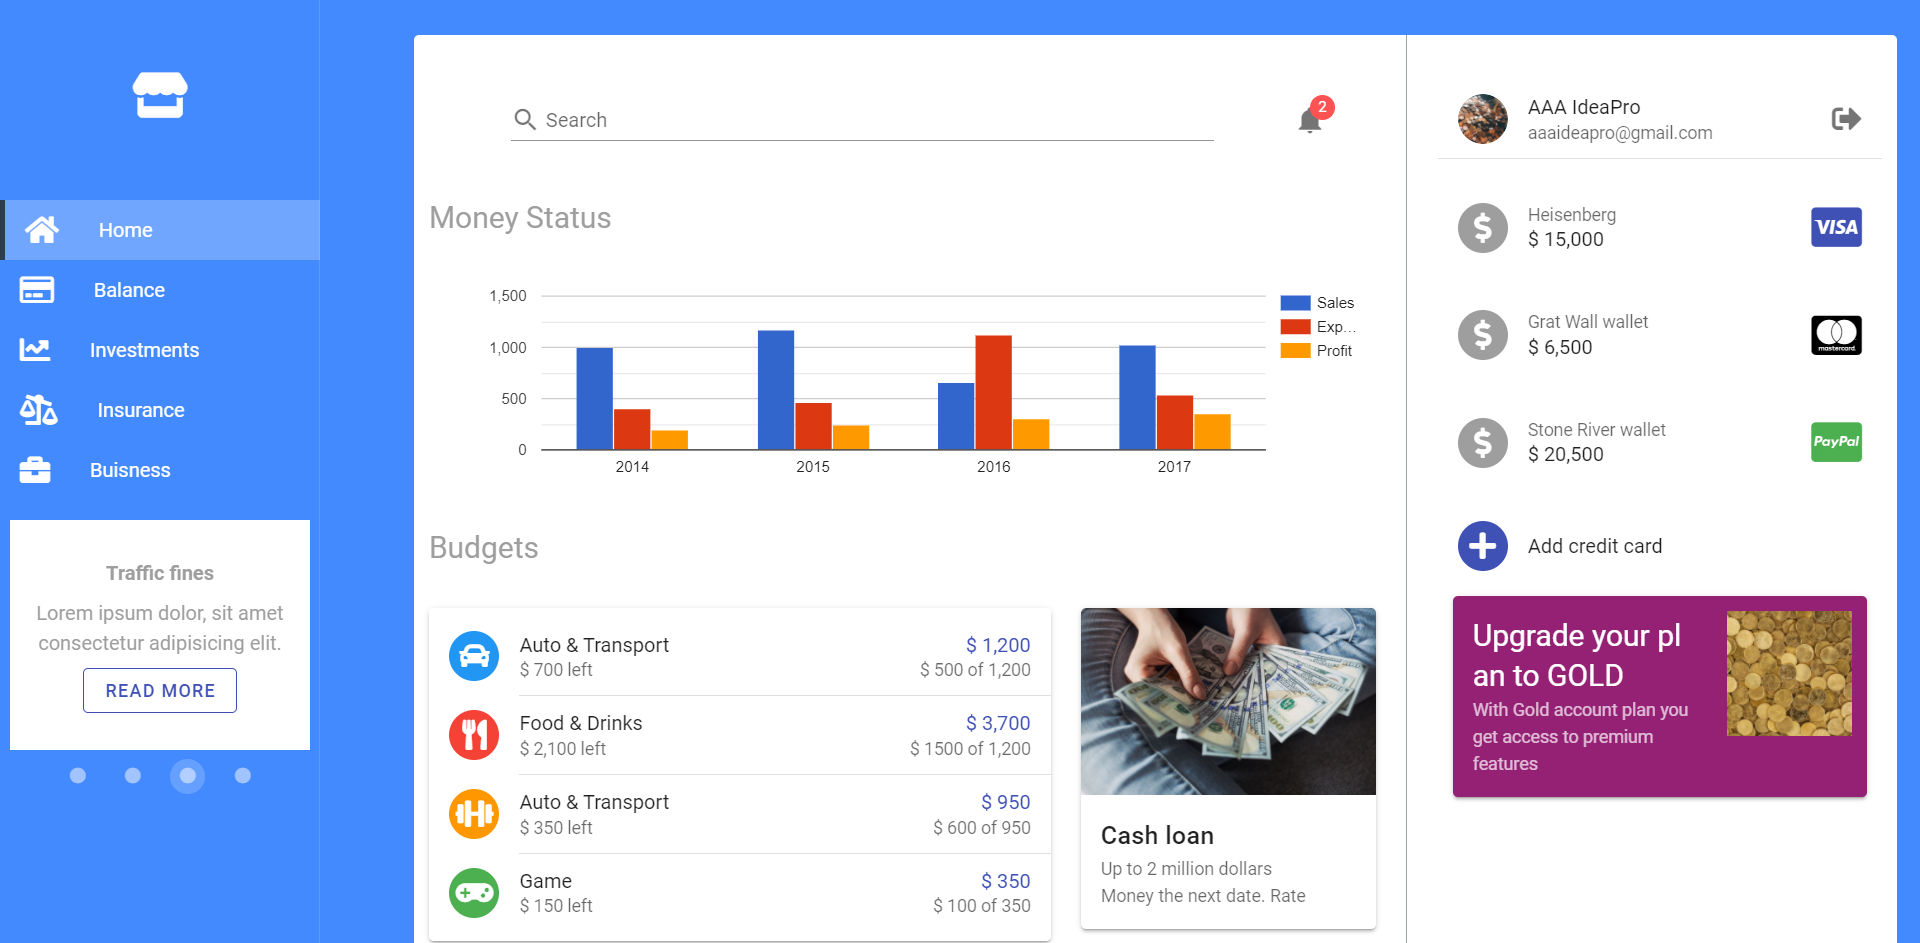 Home
Balance
Investments
Insurance
Buisness
Traffic fines
Lorem ipsum dolor, sit amet
consectetur adipisicing elit.
READ MORE
Search
2
Money Status
1,500
1,000
500
0
2014
2015
2016
2017
Sales
Exp...
Profit
Budgets
Auto & Transport
$ 1,200
$ 700 left
$ 500 of 1,200
Food & Drinks
$ 3,700
$ 2,100 left
$ 1500 of 1,200
Auto & Transport
$ 950
$ 350 left
$ 600 of 950
Game
$ 350
$ 150 left
$ 100 of 350
Cash loan
Up to 2 million dollars
Money the next date. Rate
AAA IdeaPro
aaaideapro@gmail.com
Heisenberg
$ 15,000
VISA
Grat Wall wallet
$ 6,500
mastercard.
Stone River wallet
$ 20,500
PayPal
Add credit card
Upgrade your pl
an to GOLD
With Gold account plan you
get access to premium
features